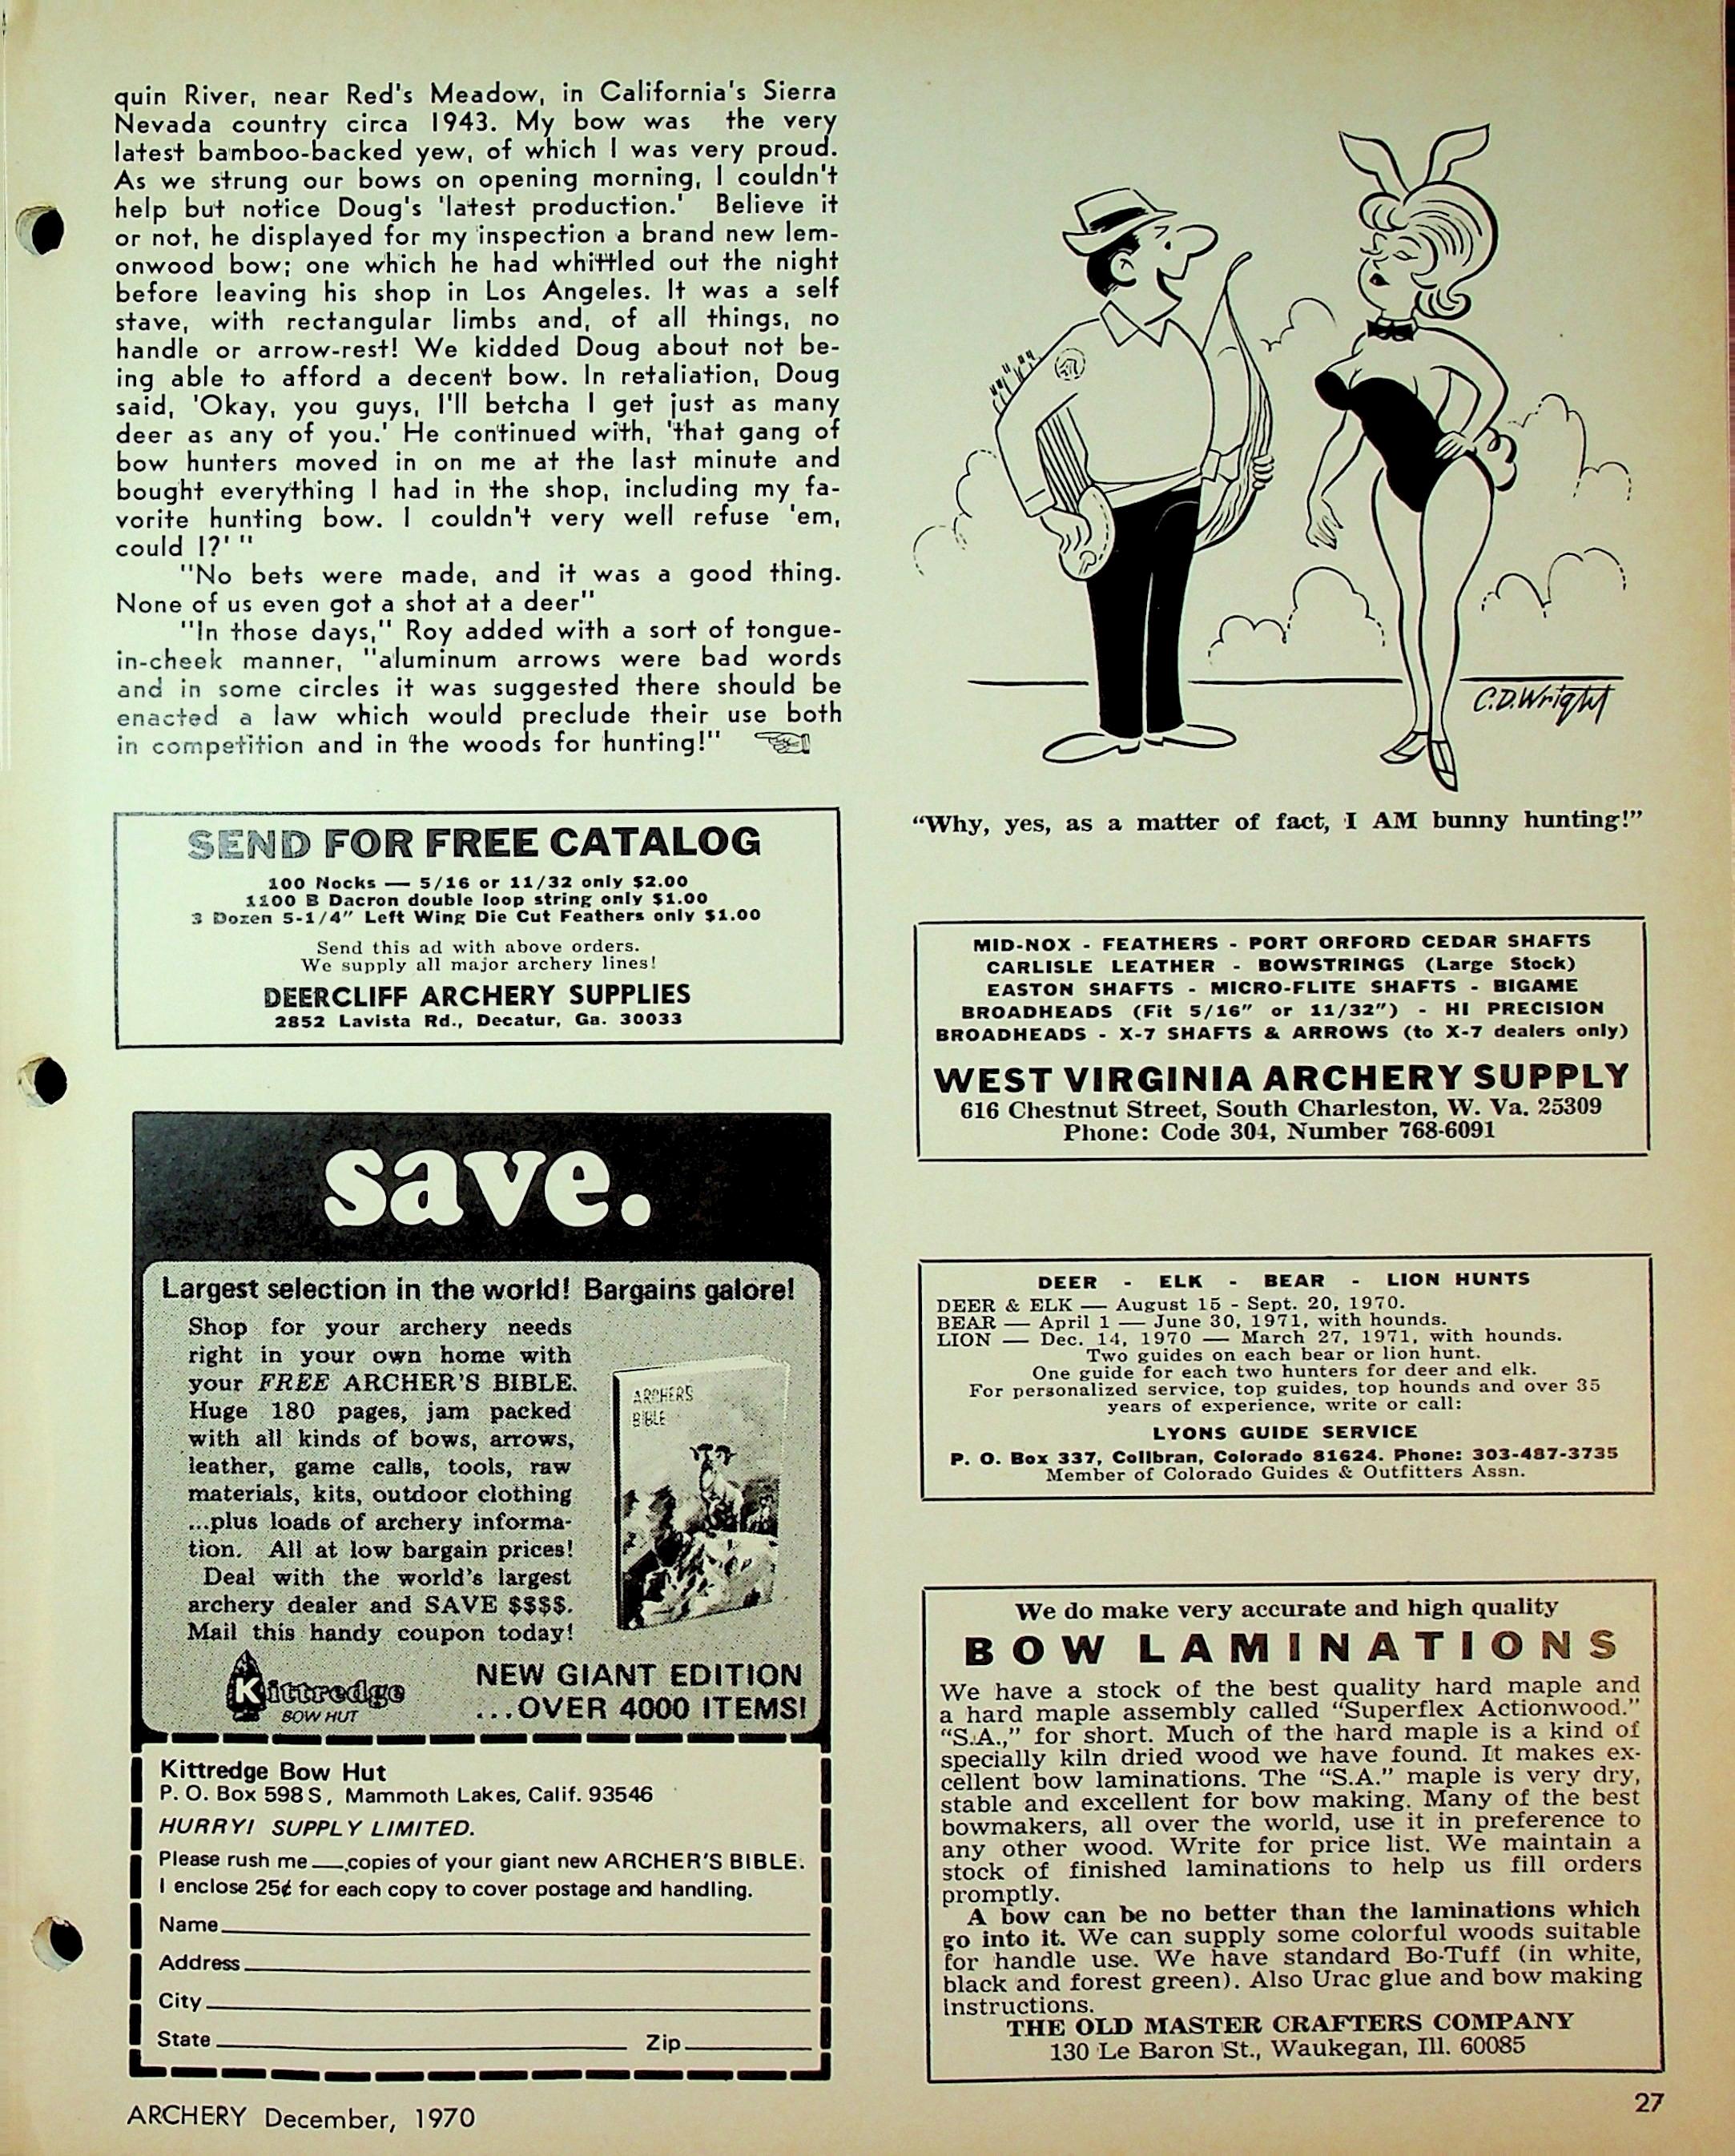 quin River, near Red's Meadow, in California's Sierra
Nevada country circa 1943. My bow was the very
latest bamboo-backed yew, of which I was very proud.
As we strung our bows on opening morning, I couldn't
help but notice Doug's 'latest production.' Believe it
or not, he displayed for my inspection a brand new lem-
onwood bow; one which he had whittled out the night
before leaving his shop in Los Angeles. It was a self
stave, with rectangular limbs and, of all things, no
handle or arrow-rest! We kidded Doug about not be-
ing able to afford a decent bow. In retaliation, Doug
said, 'Okay, you guys, I'll betcha I get just as many
deer as any of you.' He continued with, 'that gang of
bow hunters moved in on me at the last minute and
bought everything I had in the shop, including my fa-
vorite hunting bow. I couldn't very well refuse 'em,
could I?' "
"No bets were made, and it was a good thing.
None of us even got a shot at a deer"
"In those days," Roy added with a sort of tongue-
in-cheek manner, "aluminum arrows were bad words
and in some circles it was suggested there should be
enacted a law which would preclude their use both
in competition and in the woods for hunting!"
SEND FOR FREE CATALOG
100 Nocks — 5/16 or 11/32 only $2.00
1100 B Dacron double loop string only $1.00
3 Dozen 5-1/4" Left Wing Die Cut Feathers only $1.00
Send this ad with above orders.
We supply all major archery lines!
DEERCLIFF ARCHERY SUPPLIES
2852 Lavista Rd., Decatur, Ga. 30033
save.
Largest selection in the world! Bargains galore!
Shop for your archery needs
right in your own home with
your FREE ARCHER'S BIBLE.
Huge 180 pages, jam packed
with all kinds of bows, arrows,
leather, game calls, tools, raw
materials, kits, outdoor clothing
...plus loads of archery informa-
tion. All at low bargain prices!
Deal with the world's largest
archery dealer and SAVE $$$$.
Mail this handy coupon today!
ARCHERS
BIBLE
Kittredge
BOW HUT
NEW GIANT EDITION
...OVER 4000 ITEMS!
Kittredge Bow Hut
P. O. Box 598 S, Mammoth Lakes, Calif. 93546
HURRY! SUPPLY LIMITED.
Please rush me ___ copies of your giant new ARCHER'S BIBLE.
I enclose 25¢ for each copy to cover postage and handling.
Name
Address
City
State Zip
C.D.Wright
"Why, yes, as a matter of fact, I AM bunny hunting!"
MID-NOX - FEATHERS - PORT ORFORD CEDAR SHAFTS
CARLISLE LEATHER - BOWSTRINGS (Large Stock)
EASTON SHAFTS - MICRO-FLITE SHAFTS - BIGAME
BROADHEADS (Fit 5/16" or 11/32") - HI PRECISION
BROADHEADS - X-7 SHAFTS & ARROWS (to X-7 dealers only)
WEST VIRGINIA ARCHERY SUPPLY
616 Chestnut Street, South Charleston, W. Va. 25309
Phone: Code 304, Number 768-6091
DEER - ELK - BEAR - LION HUNTS
DEER & ELK — August 15 - Sept. 20, 1970.
BEAR — April 1 — June 30, 1971, with hounds.
LION — Dec. 14, 1970 — March 27, 1971, with hounds.
Two guides on each bear or lion hunt.
One guide for each two hunters for deer and elk.
For personalized service, top guides, top hounds and over 35
years of experience, write or call:
LYONS GUIDE SERVICE
P. O. Box 337, Collbran, Colorado 81624. Phone: 303-487-3735
Member of Colorado Guides & Outfitters Assn.
We do make very accurate and high quality
BOW LAMINATIONS
We have a stock of the best quality hard maple and
a hard maple assembly called "Superflex Actionwood."
"S.A.," for short. Much of the hard maple is a kind of
specially kiln dried wood we have found. It makes ex-
cellent bow laminations. The "S.A." maple is very dry,
stable and excellent for bow making. Many of the best
bowmakers, all over the world, use it in preference to
any other wood. Write for price list. We maintain a
stock of finished laminations to help us fill orders
promptly.
A bow can be no better than the laminations which
go into it. We can supply some colorful woods suitable
for handle use. We have standard Bo-Tuff (in white,
black and forest green). Also Urac glue and bow making
instructions.
THE OLD MASTER CRAFTERS COMPANY
130 Le Baron St., Waukegan, Ill. 60085
ARCHERY December, 1970
27